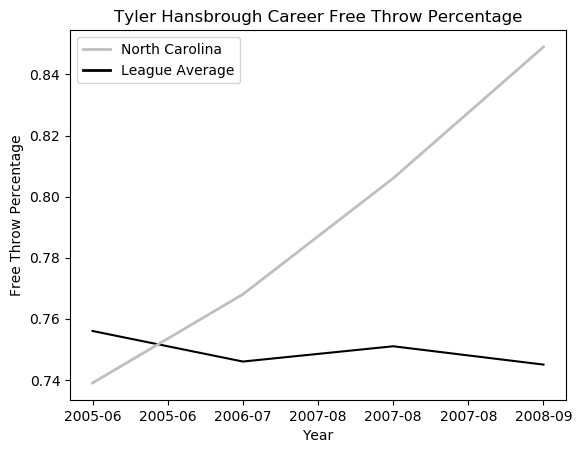 Tyler Hansbrough Career Free Throw Percentage
North Carolina
League Average
Free Throw Percentage
0.84
0.82
0.80
0.78
0.76
0.74
2005-06 2005-06 2006-07 2007-08 2007-08 2007-08 2008-09
Year